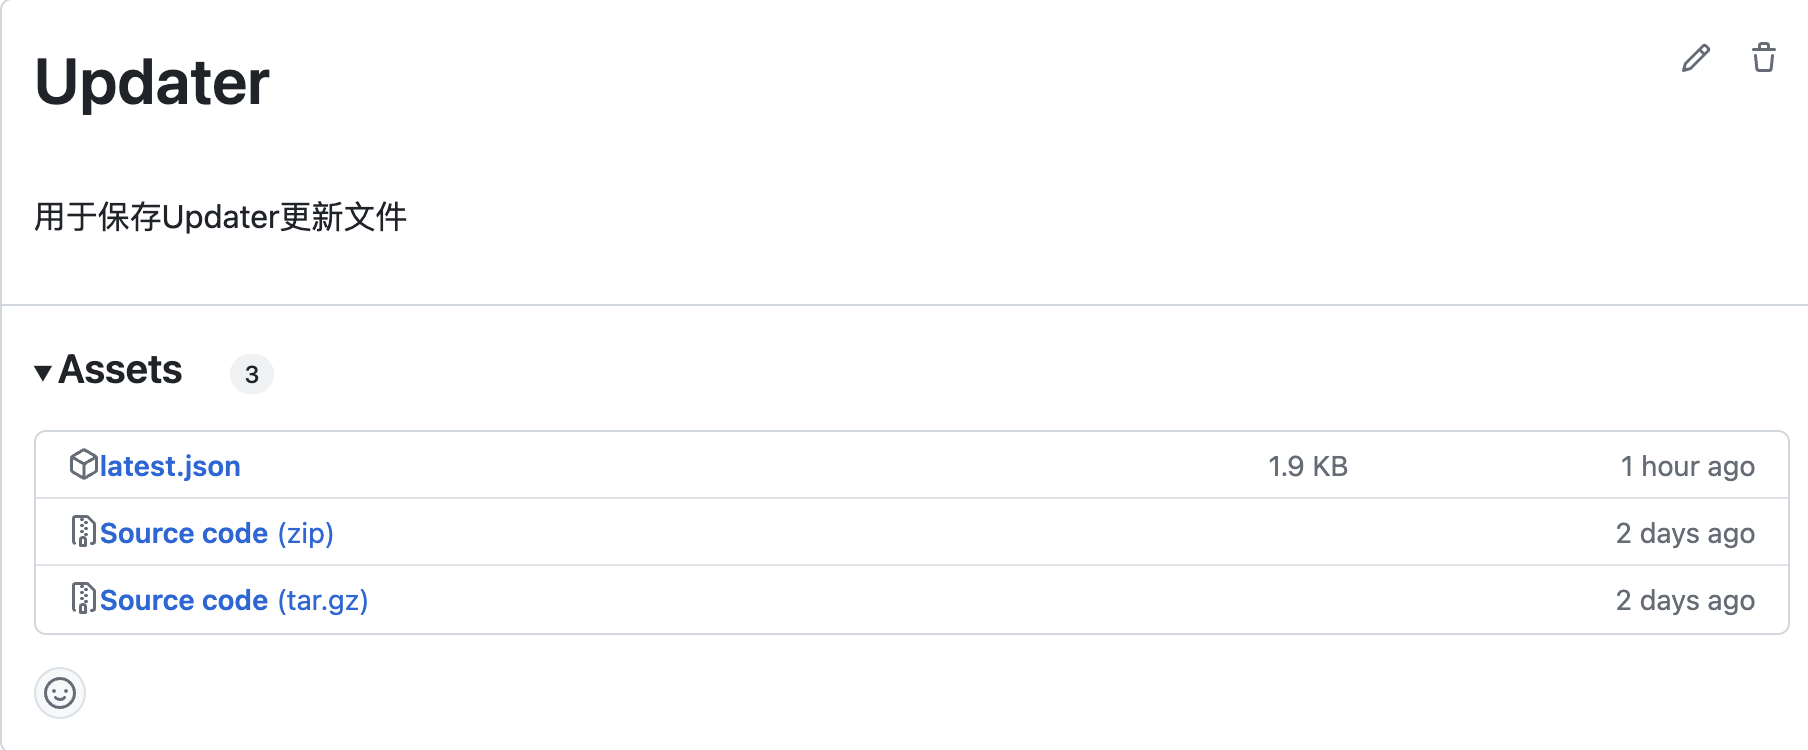 Updater
用于保存Updater更新文件
Assets 3
latest.json 1.9 KB 1 hour ago
Source code (zip) 2 days ago
Source code (tar.gz) 2 days ago